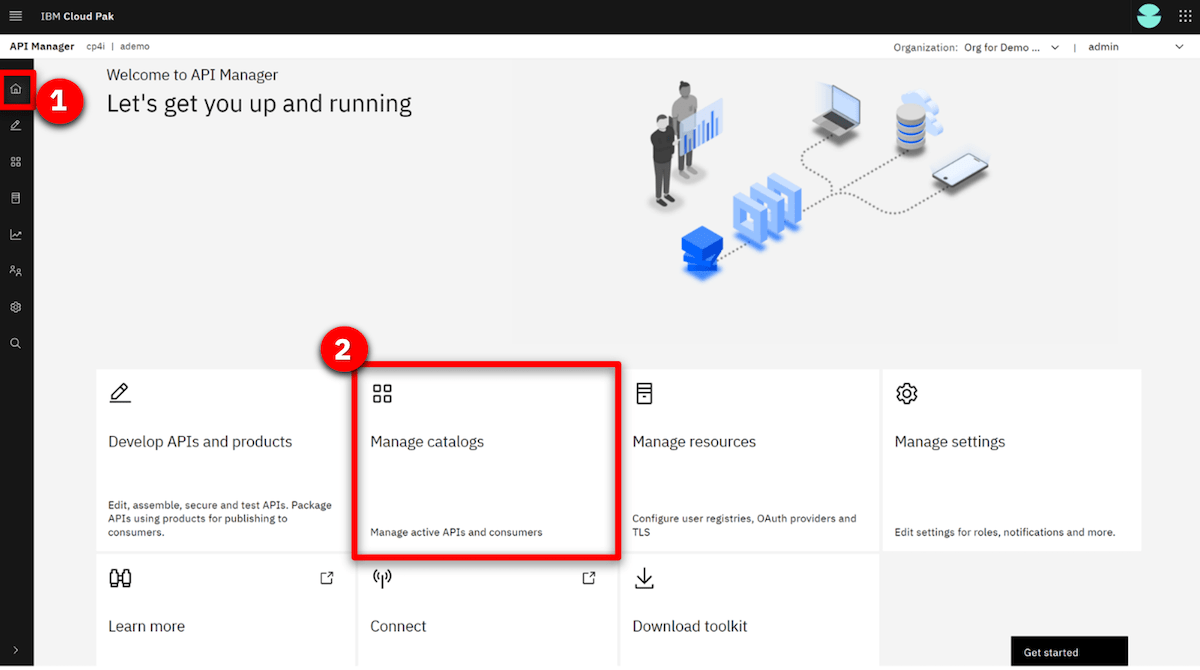 IBM Cloud Pak
API Manager cp4i | ademo
Organization: Org for Demo ... | admin
Welcome to API Manager
Let's get you up and running
1
2
Develop APIs and products
Edit, assemble, secure and test APIs. Package
APIs using products for publishing to
consumers.
Manage catalogs
Manage active APIs and consumers
Manage resources
Configure user registries, OAuth providers and
TLS
Manage settings
Edit settings for roles, notifications and more.
Learn more
Connect
Download toolkit
Get started